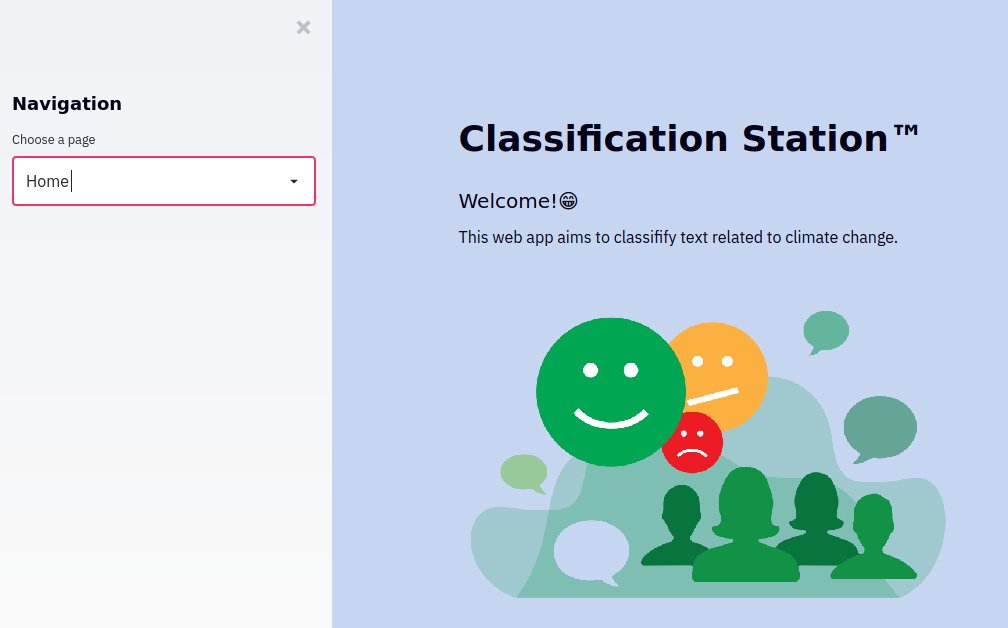 Navigation
Choose a page
Home
Classification Station™
Welcome!😁
This web app aims to classifify text related to climate change.